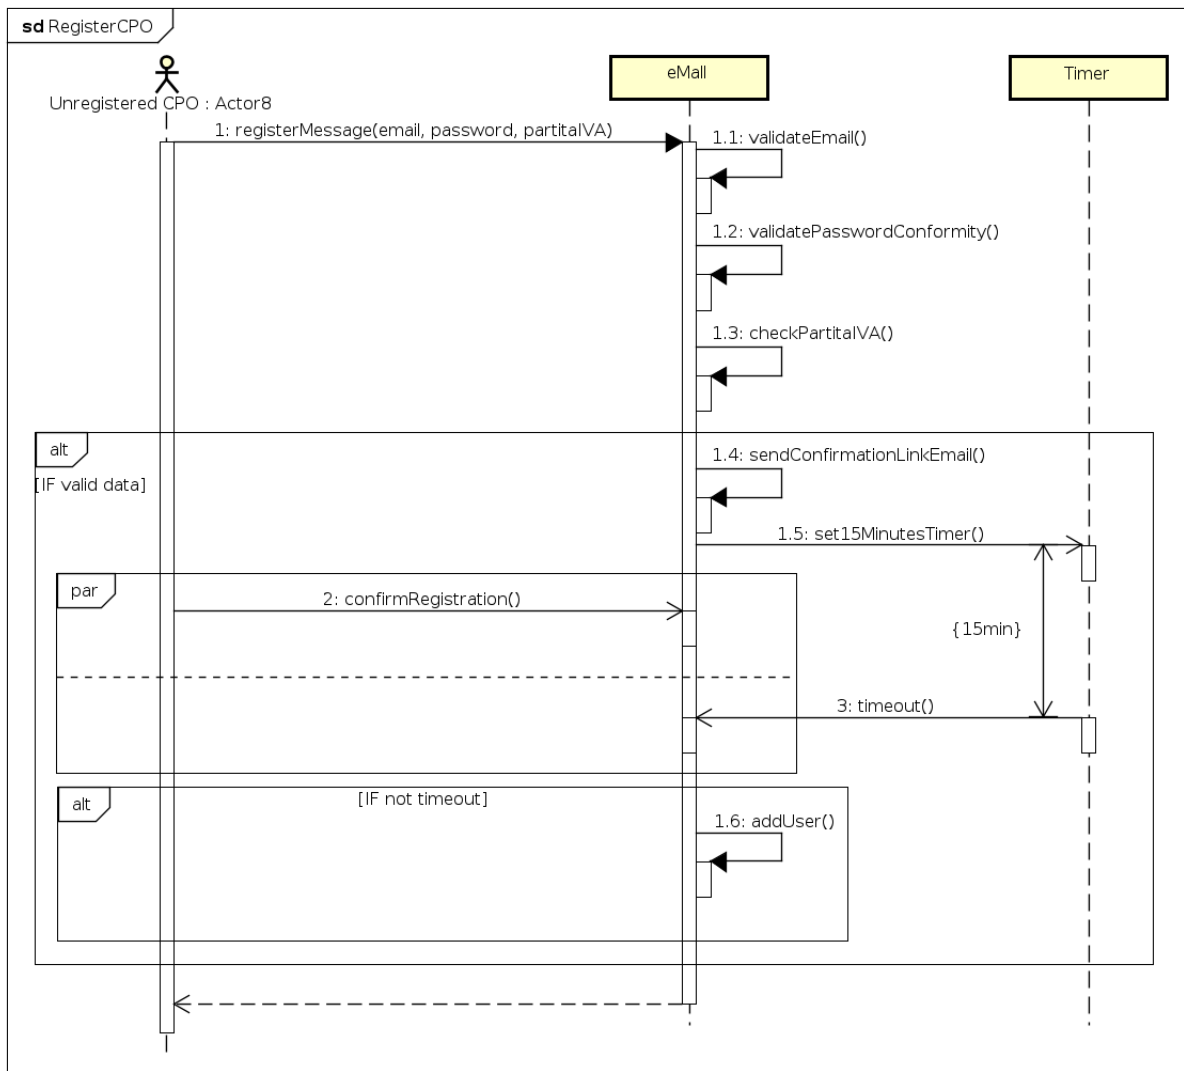 sd RegisterCPO
Unregistered CPO : Actor8
eMall
Timer
1: registerMessage(email, password, partitaIVA)
1.1: validateEmail()
1.2: validatePasswordConformity()
1.3: checkPartitaIVA()
alt
[IF valid data]
1.4: sendConfirmationLinkEmail()
1.5: set15MinutesTimer()
par
2: confirmRegistration()
{15min}
3: timeout()
alt
[IF not timeout]
1.6: addUser()